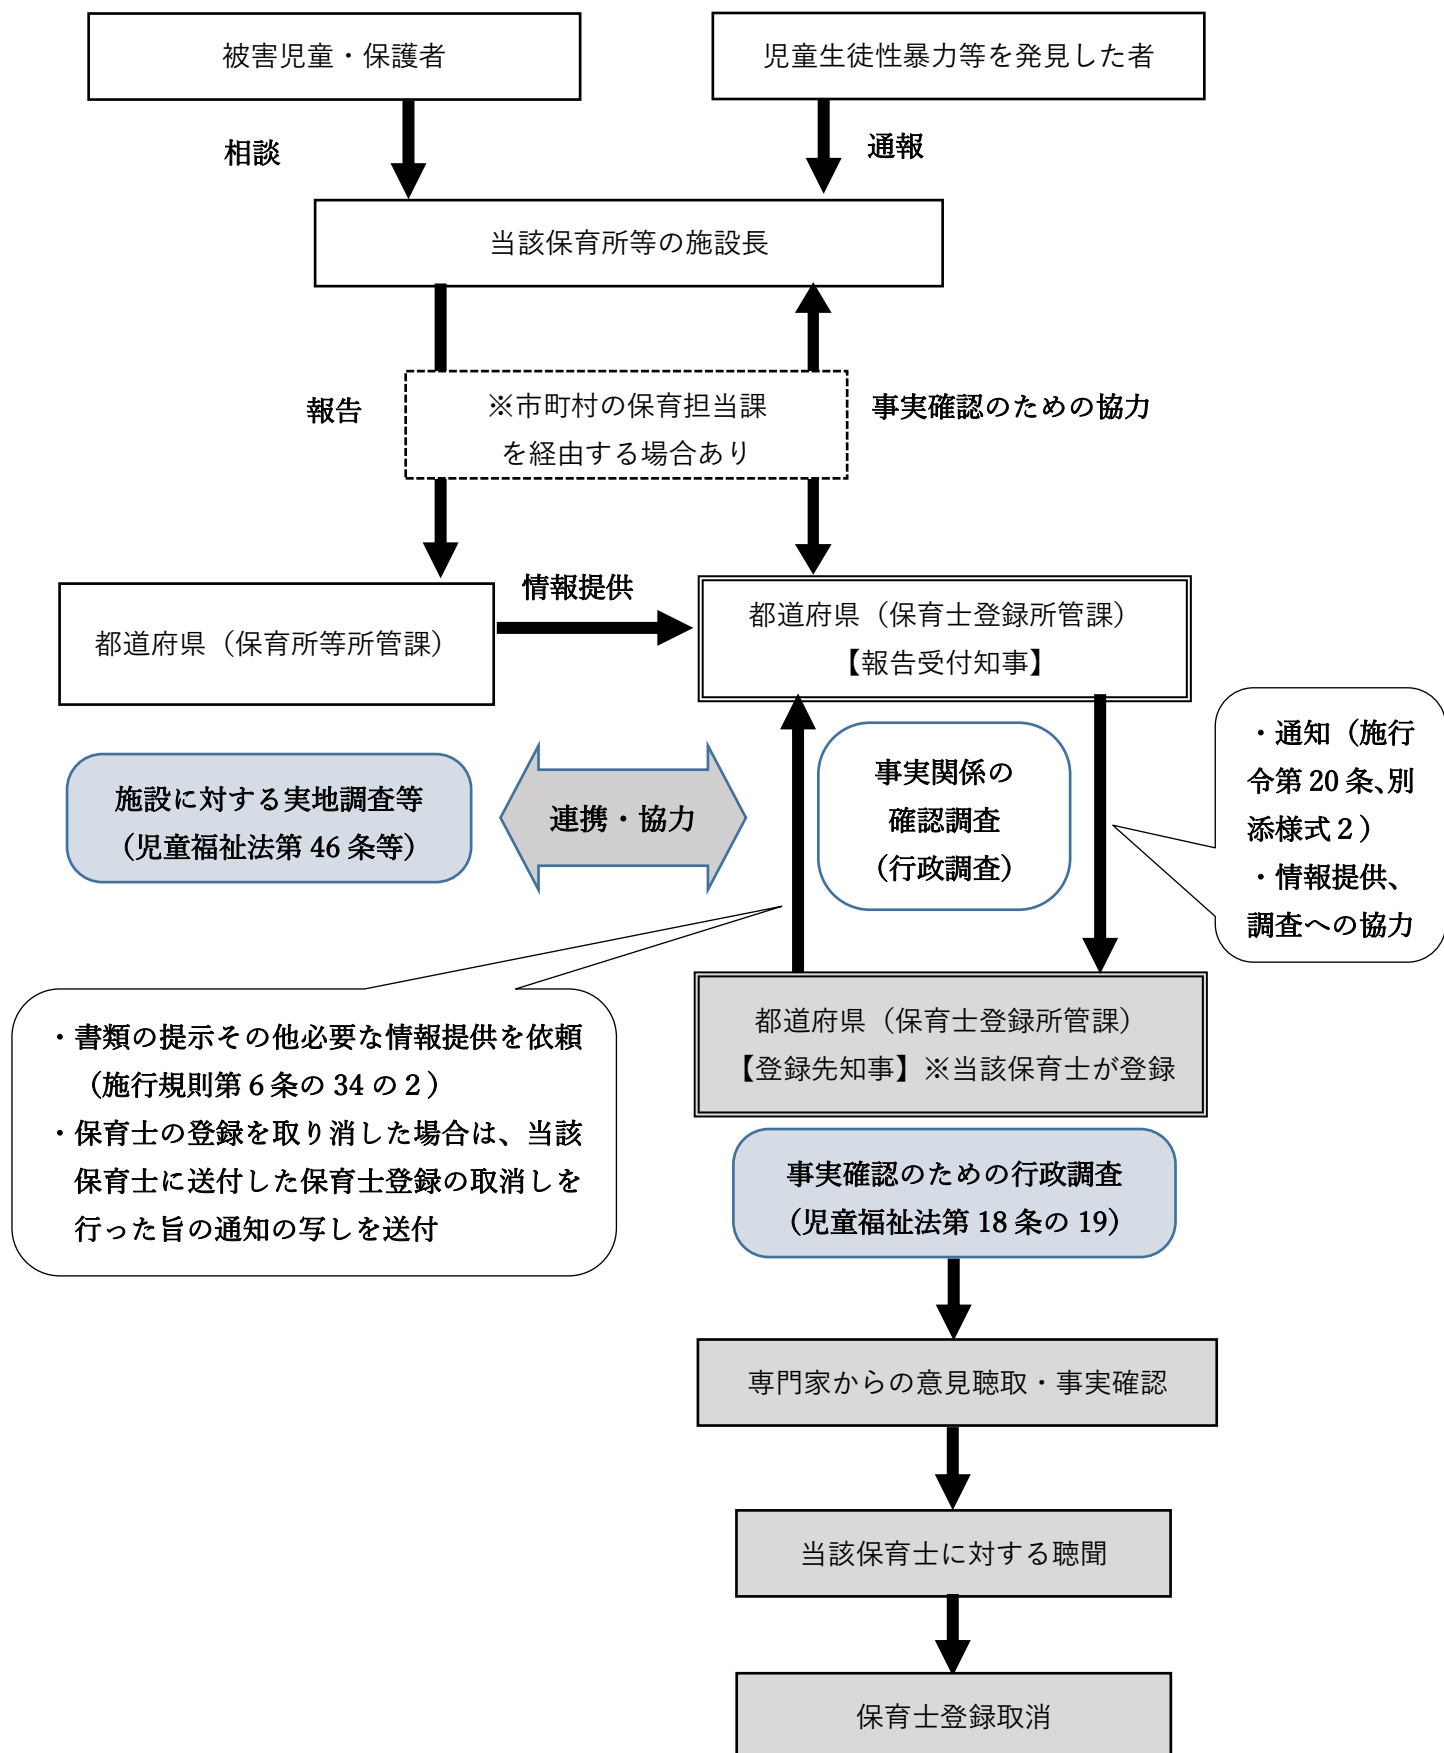 被害児童・保護者
児童生徒性暴力等を発見した者
相談
通報
当該保育所等の施設長
報告
※市町村の保育担当課
を経由する場合あり
事実確認のための協力
情報提供
都道府県（保育所等所管課）
都道府県（保育士登録所管課）
【報告受付知事】
施設に対する実地調査等
（児童福祉法第 46 条等）
連携・協力
事実関係の
確認調査
（行政調査）
・通知（施行
令第 20 条、別
添様式２）
・情報提供、
調査への協力
・書類の提示その他必要な情報提供を依頼
（施行規則第６条の 34 の２）
・保育士の登録を取り消した場合は、当該
保育士に送付した保育士登録の取消しを
行った旨の通知の写しを送付
都道府県（保育士登録所管課）
【登録先知事】※当該保育士が登録
事実確認のための行政調査
（児童福祉法第 18 条の 19）
専門家からの意見聴取・事実確認
当該保育士に対する聴聞
保育士登録取消